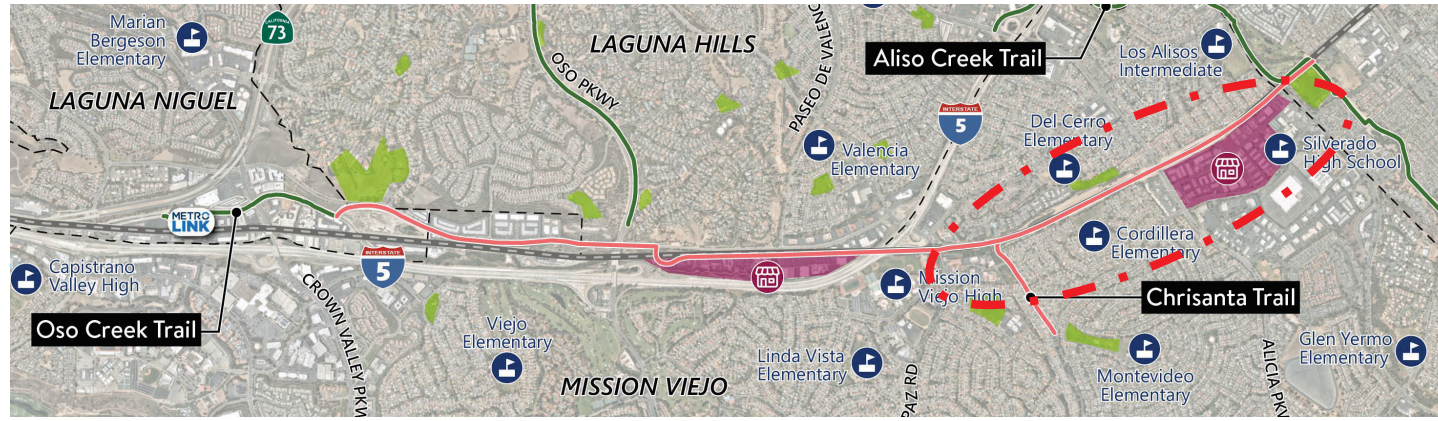 Marian
Bergeson
Elementary
CALIFORNIA
73
LAGUNA NIGUEL
LAGUNA HILLS
OSO PKWY
PASEO DE VALENC
Aliso Creek Trail
Los Alisos
Intermediate
INTERSTATE
5
Del Cerro
Elementary
Valencia
Elementary
Silverado
High School
METRO
LINK
INTERSTATE
5
Capistrano
Valley High
Cordillera
Elementary
Mission
Viejo High
Chrisanta Trail
Oso Creek Trail
CROWN VALLEY PKW
Viejo
Elementary
MISSION VIEJO
Linda Vista
Elementary
PAZ RD
Montevideo
Elementary
ALICIA PKW
Glen Yermo
Elementary